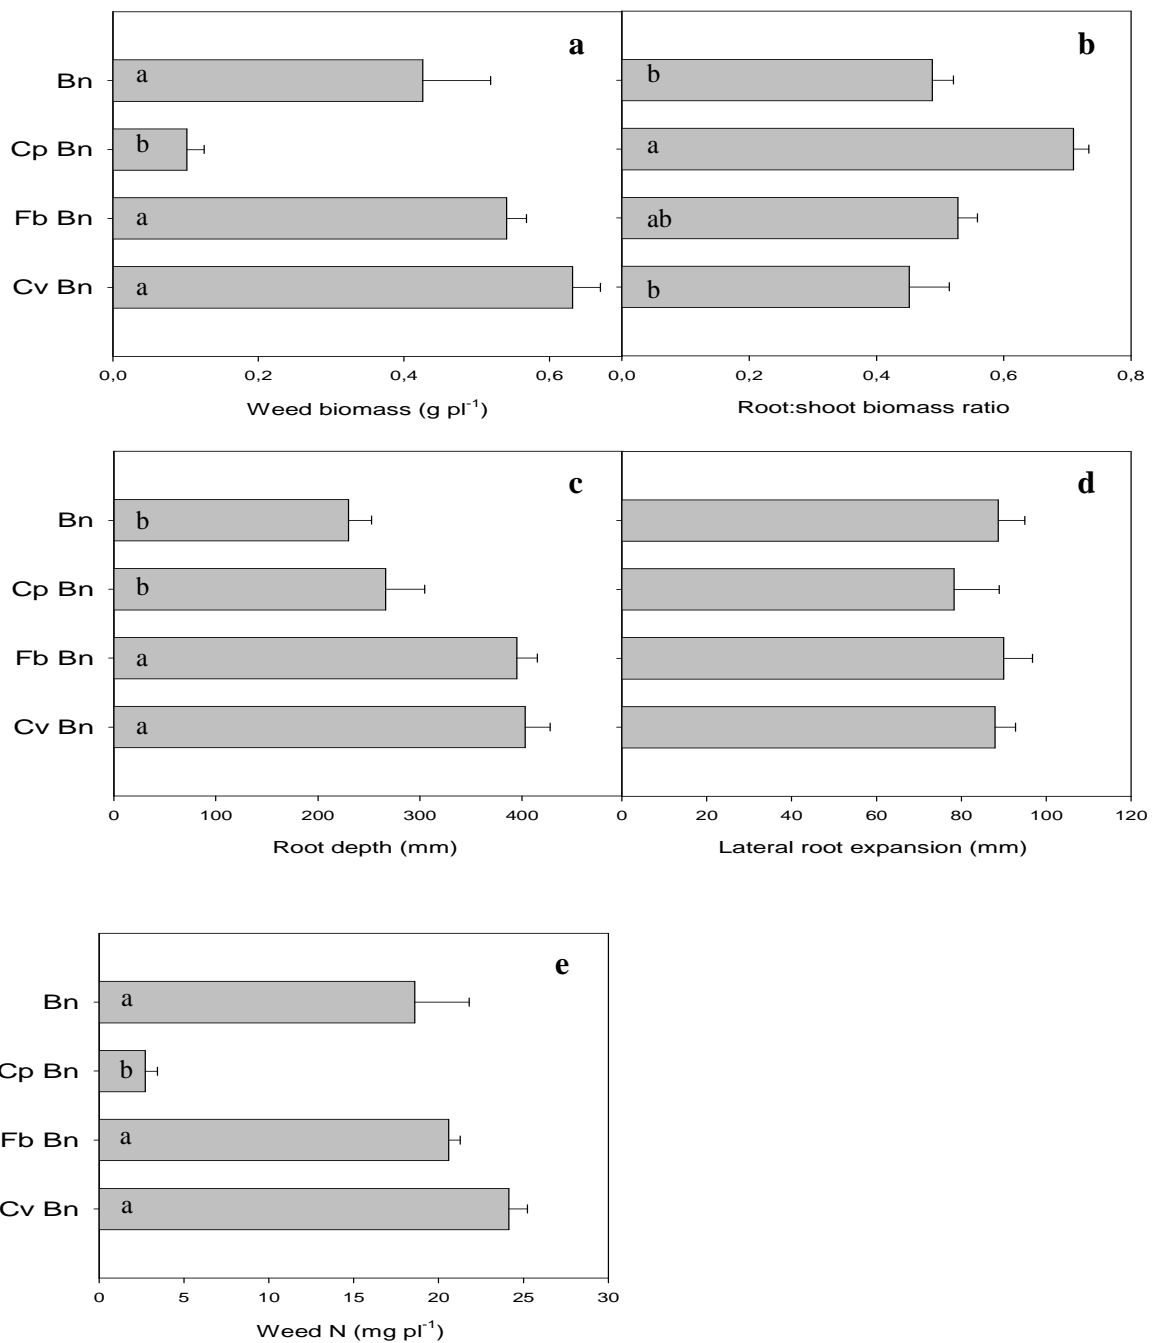 a
b
Bn
a
b
Cp Bn
b
a
Fb Bn
a
ab
Cv Bn
a
b
0,0 0,2 0,4 0,6
0,0 0,2 0,4 0,6 0,8
Weed biomass (g pl⁻¹)
Root:shoot biomass ratio
c
d
Bn
b
Cp Bn
b
Fb Bn
a
Cv Bn
a
0 100 200 300 400
0 20 40 60 80 100 120
Root depth (mm)
Lateral root expansion (mm)
e
Bn
a
Cp Bn
b
Fb Bn
a
Cv Bn
a
0 5 10 15 20 25 30
Weed N (mg pl⁻¹)